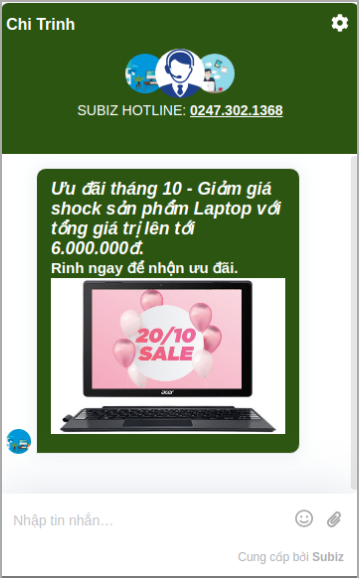 Chi Trinh
SUBIZ HOTLINE: 0247.302.1368
Ưu đãi tháng 10 - Giảm giá
shock sản phẩm Laptop với
tổng giá trị lên tới
6.000.000đ.
Rinh ngay để nhận ưu đãi.
20/10
SALE
acer
Nhập tin nhắn...
Cung cấp bởi Subiz